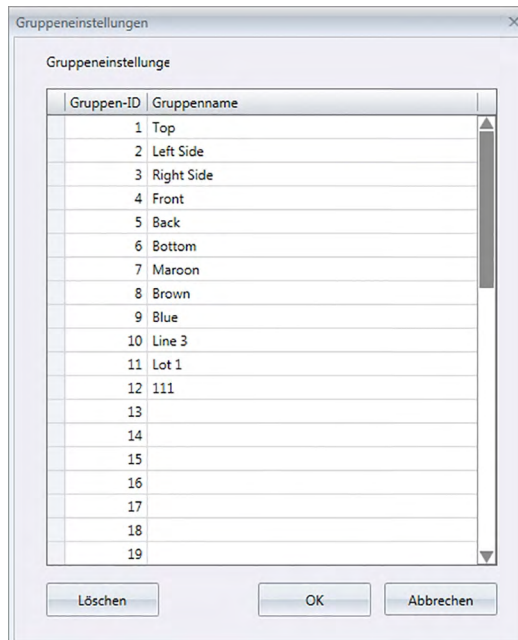 Gruppeneinstellungen
Gruppeneinstellunge
Gruppen-ID Gruppenname
1 Top
2 Left Side
3 Right Side
4 Front
5 Back
6 Bottom
7 Maroon
8 Brown
9 Blue
10 Line 3
11 Lot 1
12 111
13
14
15
16
17
18
19
Löschen OK Abbrechen